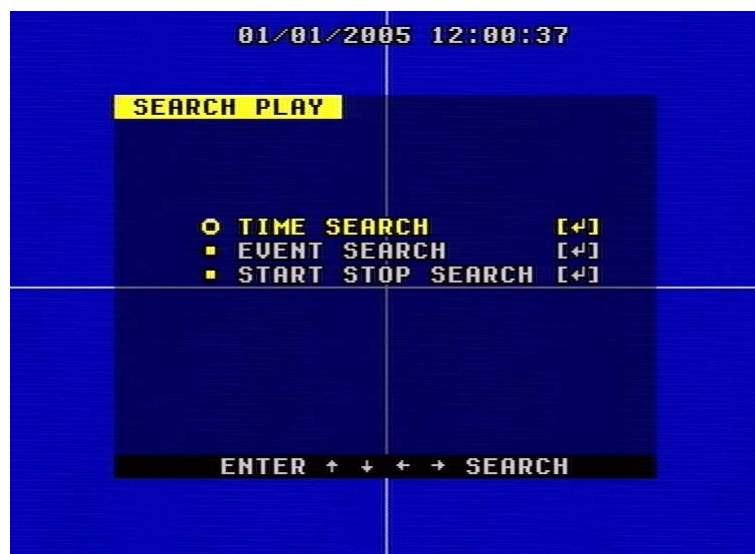 01/01/2005 12:00:37
SEARCH PLAY
TIME SEARCH [↵]
EVENT SEARCH [↵]
START STOP SEARCH [↵]
ENTER ↑ ↓ ← → SEARCH